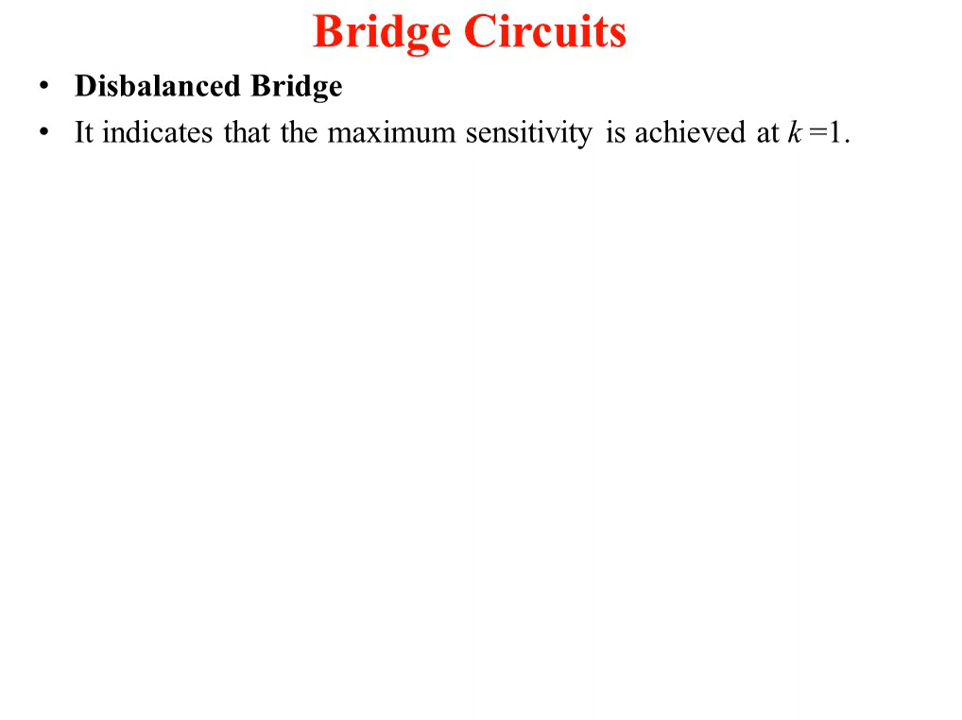 Bridge Circuits
• Disbalanced Bridge
• It indicates that the maximum sensitivity is achieved at k =1.